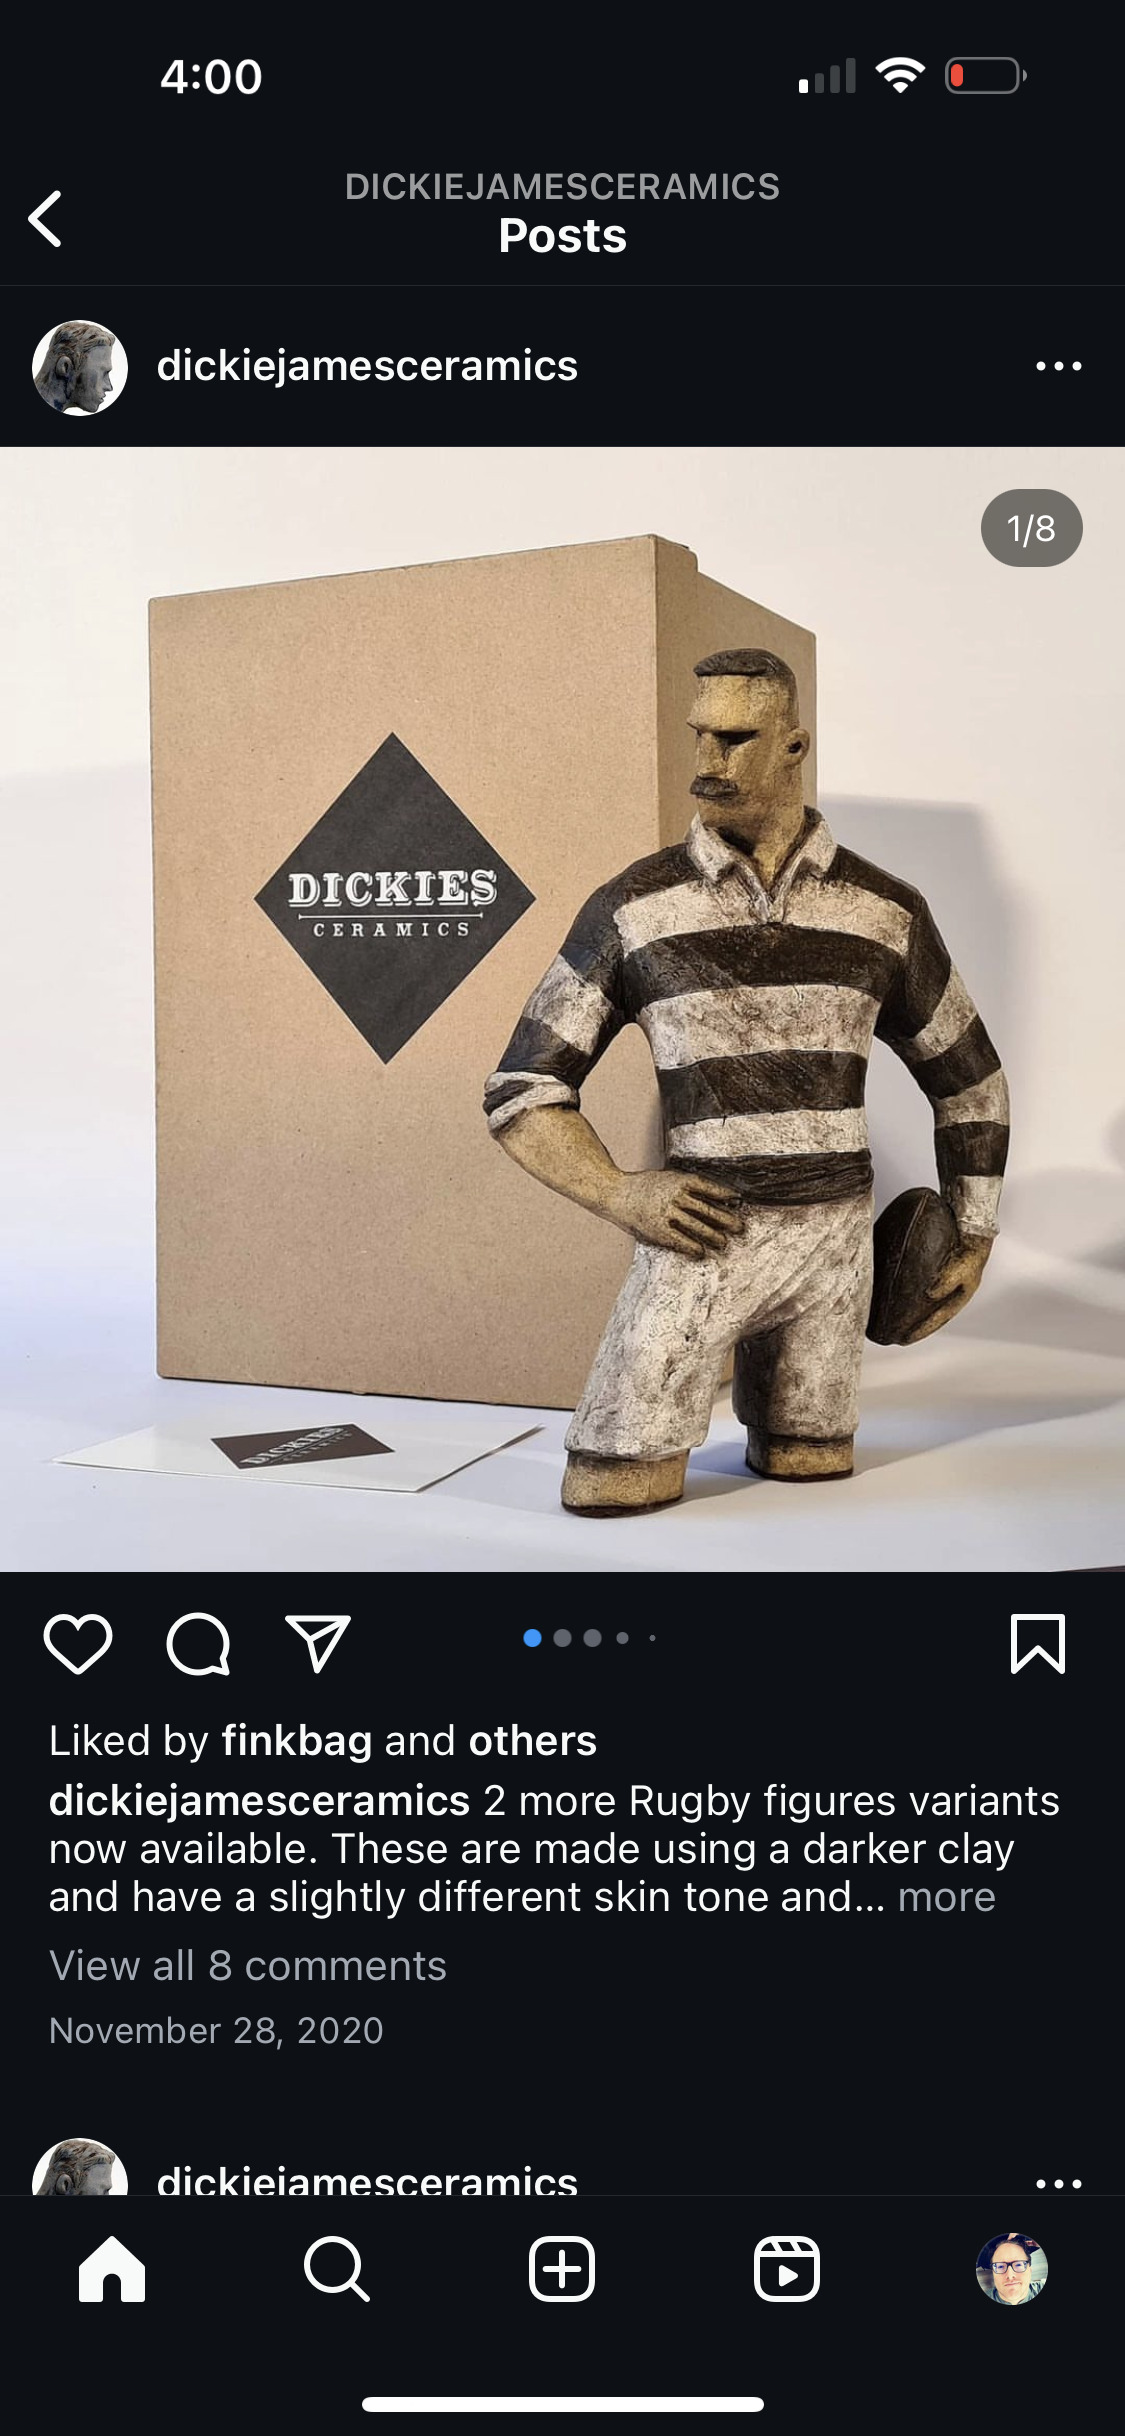 4:00
DICKIEJAMESCERAMICS
Posts
dickiejamesceramics
1/8
DICKIES
CERAMICS
DICKIES
CERAMICS
Liked by finkbag and others
dickiejamesceramics 2 more Rugby figures variants
now available. These are made using a darker clay
and have a slightly different skin tone and... more
View all 8 comments
November 28, 2020
dickiejamesceramics